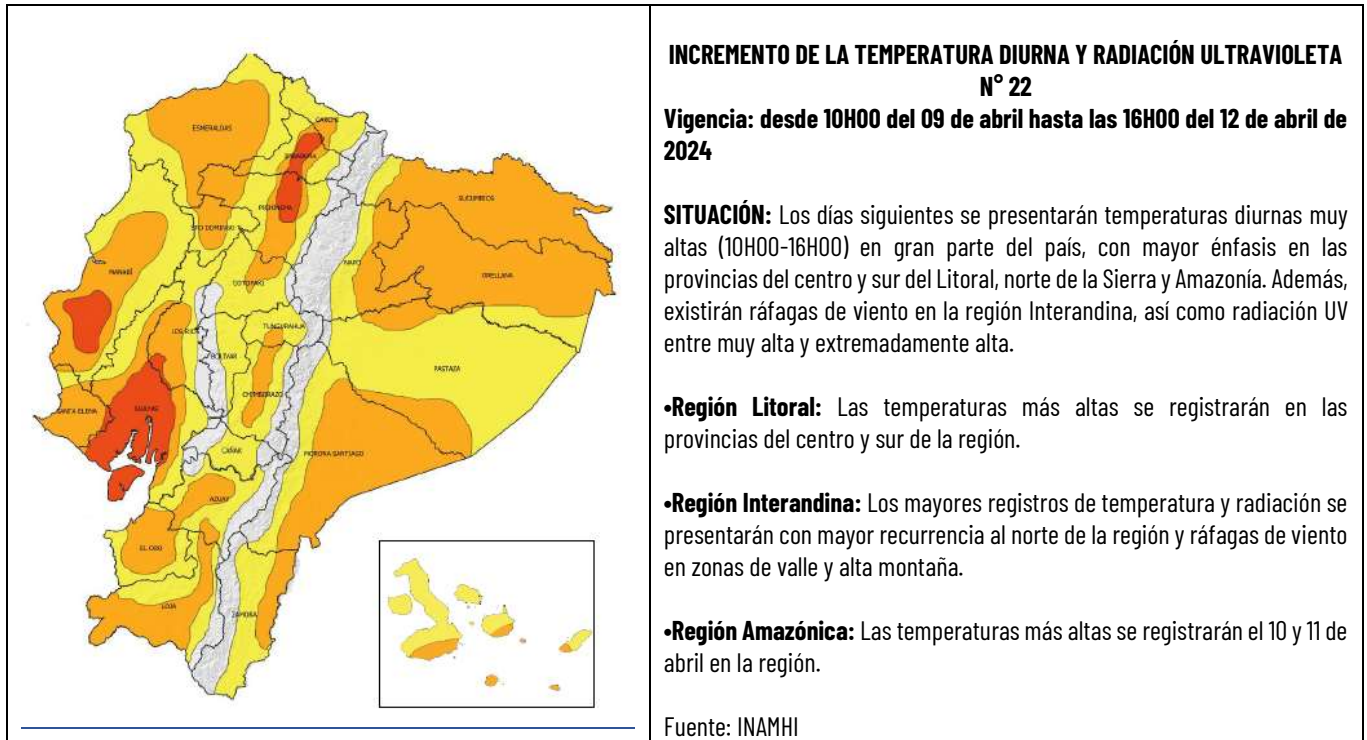 ESMERALDAS
CARCHI
IMBABURA
SUCUMBIOS
PICHINCHA
STO DOMINGO
NAPO
ORELLANA
MANABÍ
COTOPAXI
LOS RIOS
TUNGURAHUA
BOLIVAR
PASTAZA
CHIMBORAZO
SANTA ELENA
GUAYAS
CAÑAR
MORONA SANTIAGO
AZUAY
EL ORO
LOJA
ZAMORA
INCREMENTO DE LA TEMPERATURA DIURNA Y RADIACIÓN ULTRAVIOLETA
N° 22
Vigencia: desde 10H00 del 09 de abril hasta las 16H00 del 12 de abril de
2024
SITUACIÓN: Los días siguientes se presentarán temperaturas diurnas muy
altas (10H00-16H00) en gran parte del país, con mayor énfasis en las
provincias del centro y sur del Litoral, norte de la Sierra y Amazonía. Además,
existirán ráfagas de viento en la región Interandina, así como radiación UV
entre muy alta y extremadamente alta.
•Región Litoral: Las temperaturas más altas se registrarán en las
provincias del centro y sur de la región.
•Región Interandina: Los mayores registros de temperatura y radiación se
presentarán con mayor recurrencia al norte de la región y ráfagas de viento
en zonas de valle y alta montaña.
•Región Amazónica: Las temperaturas más altas se registrarán el 10 y 11 de
abril en la región.
Fuente: INAMHI